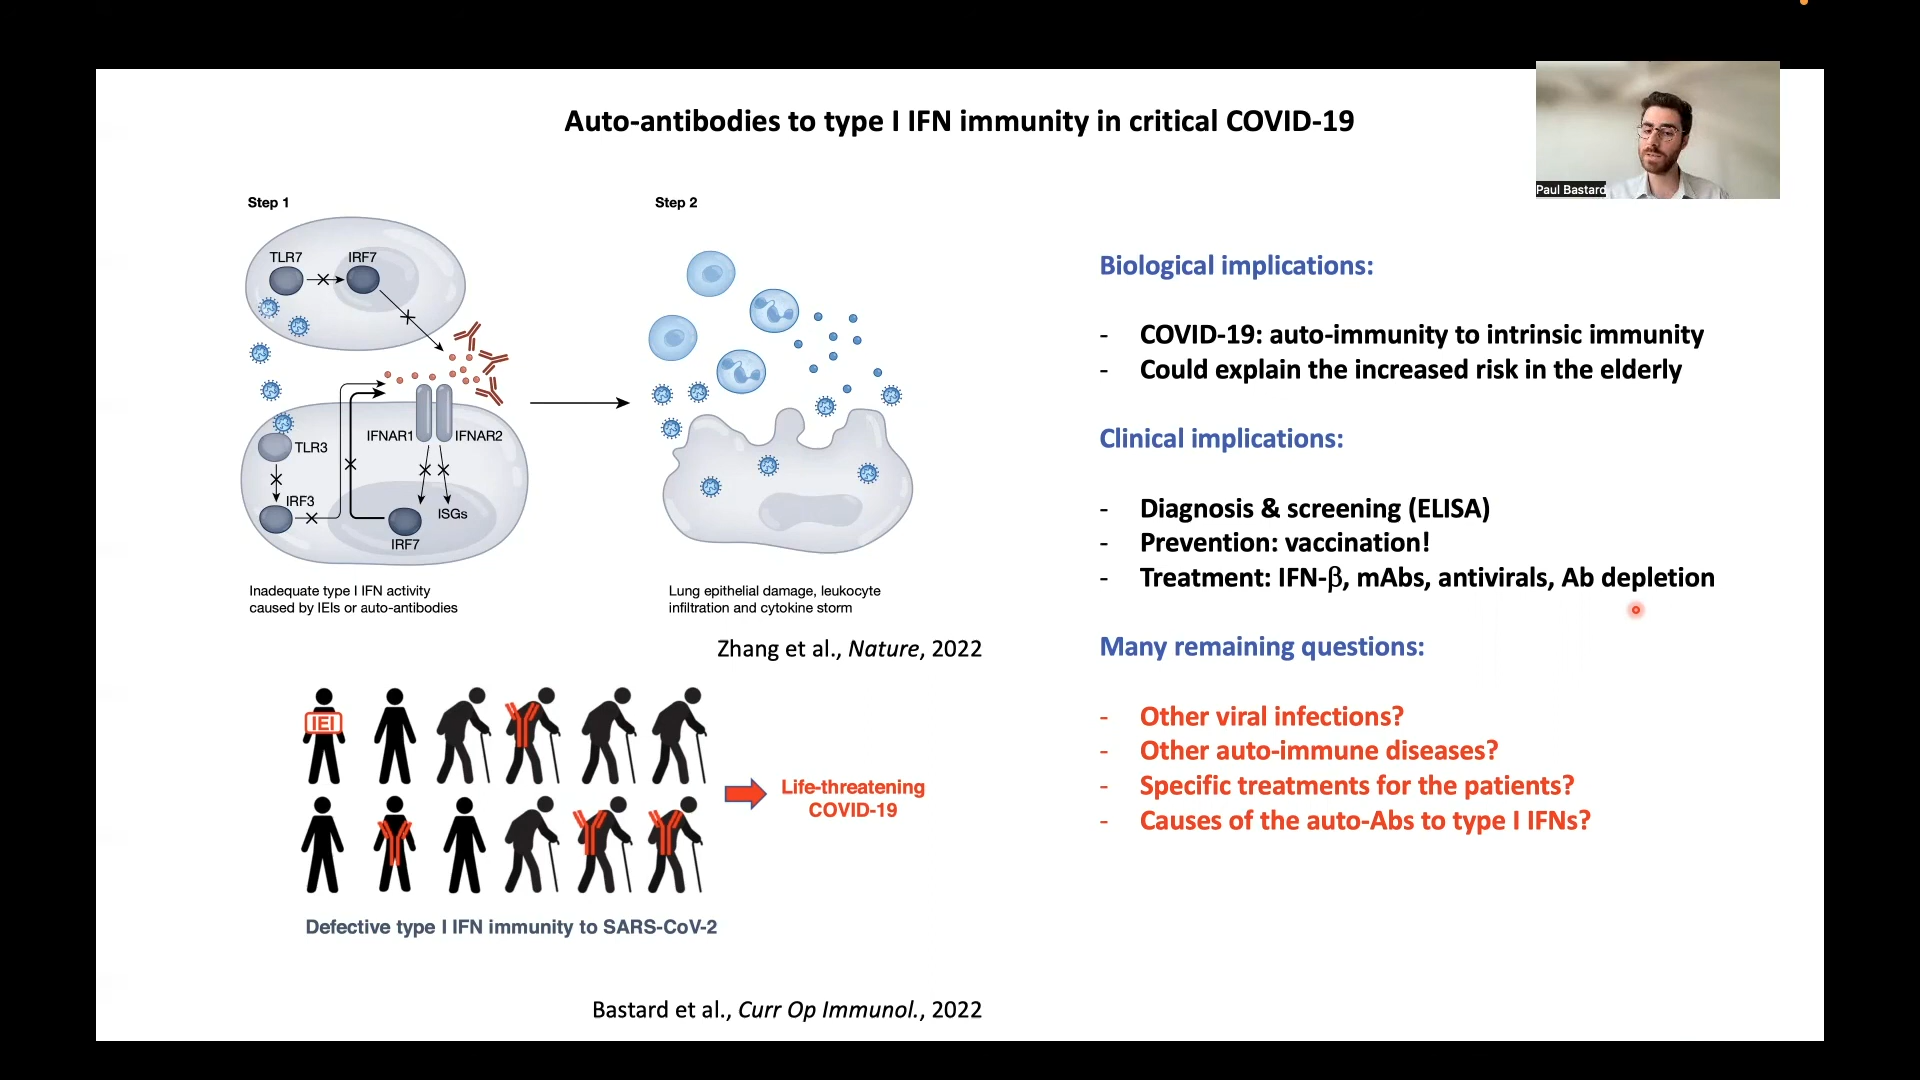 Auto-antibodies to type I IFN immunity in critical COVID-19
Paul Bastard
Step 1
TLR7
IRF7
TLR3
IRF3
IFNAR1
IFNAR2
ISGs
IRF7
Inadequate type I IFN activity
caused by IEIs or auto-antibodies
Step 2
Lung epithelial damage, leukocyte
infiltration and cytokine storm
Zhang et al., Nature, 2022
IEI
Life-threatening
COVID-19
Defective type I IFN immunity to SARS-CoV-2
Bastard et al., Curr Op Immunol., 2022
Biological implications:
- COVID-19: auto-immunity to intrinsic immunity
- Could explain the increased risk in the elderly
Clinical implications:
- Diagnosis & screening (ELISA)
- Prevention: vaccination!
- Treatment: IFN-β, mAbs, antivirals, Ab depletion
Many remaining questions:
- Other viral infections?
- Other auto-immune diseases?
- Specific treatments for the patients?
- Causes of the auto-Abs to type I IFNs?